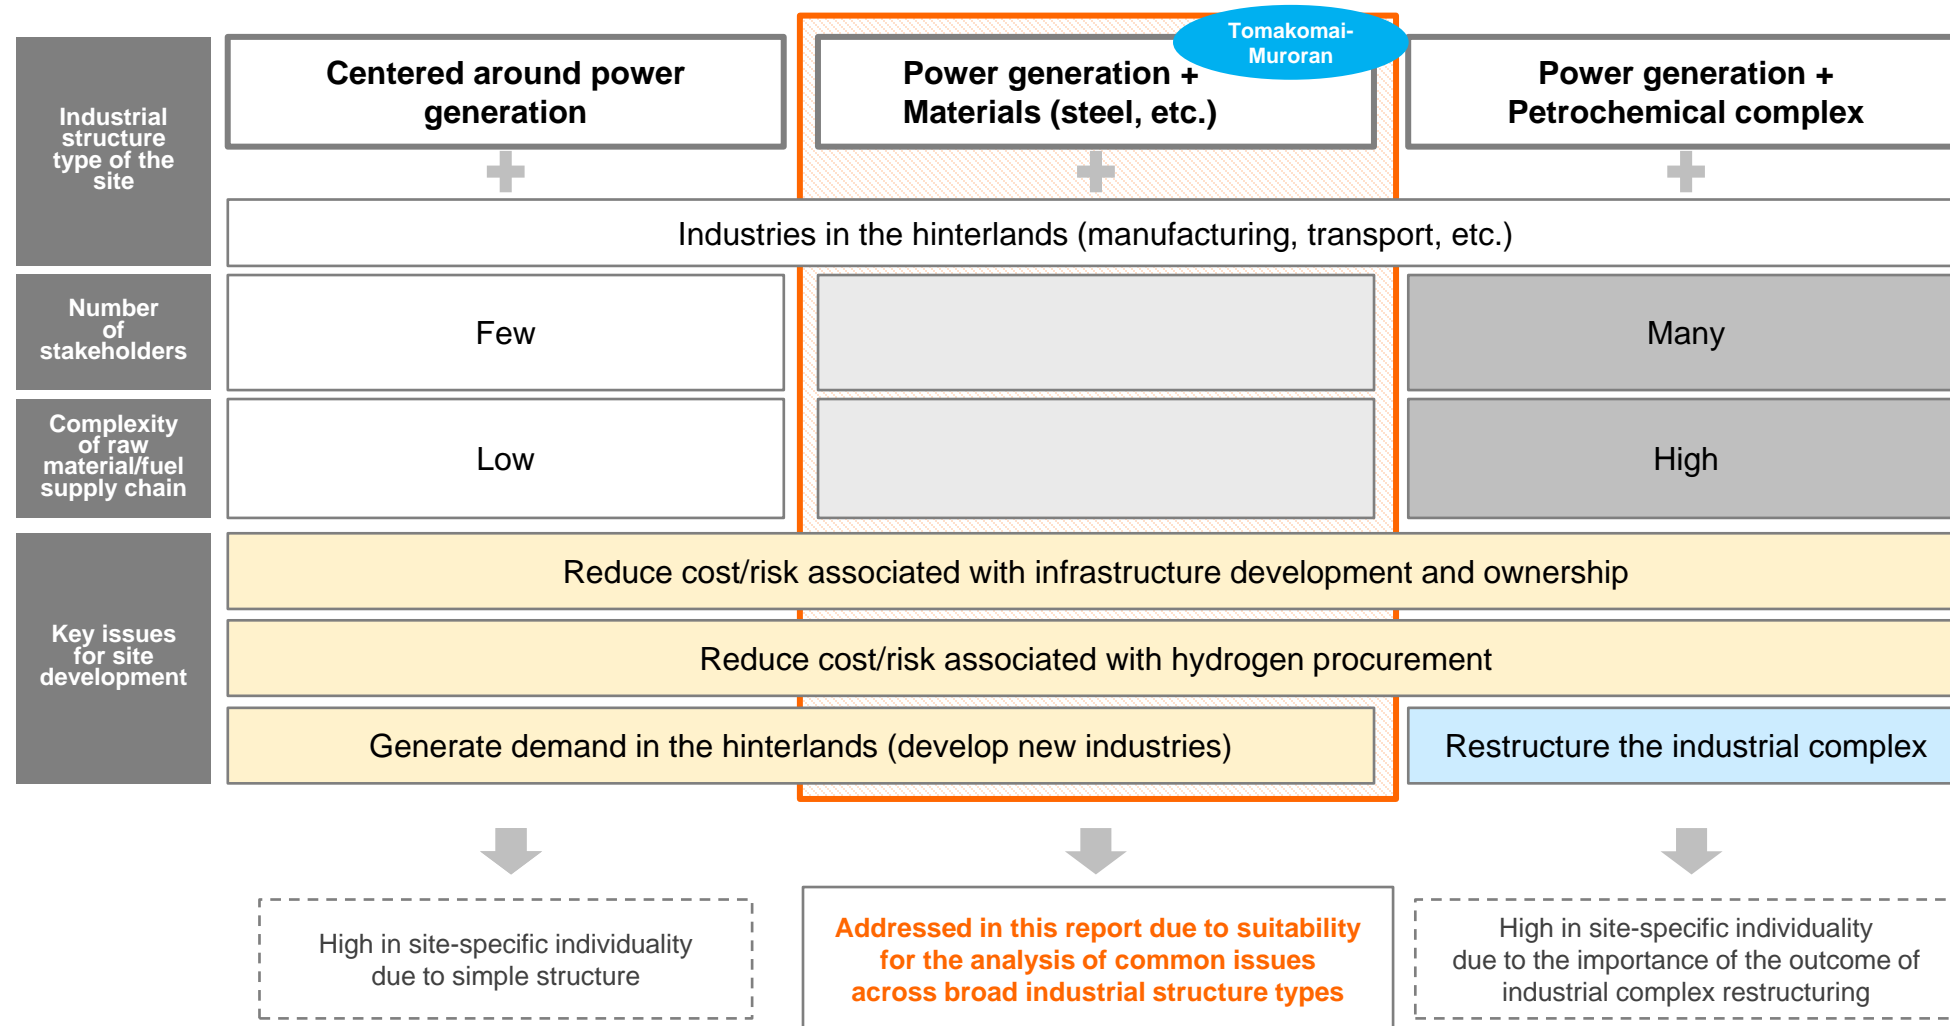 Tomakomai-
Muroran
Industrial
structure
type of the
site
Centered around power
generation
Power generation +
Materials (steel, etc.)
Power generation +
Petrochemical complex
Industries in the hinterlands (manufacturing, transport, etc.)
Number
of
stakeholders
Few
Many
Complexity
of raw
material/fuel
supply chain
Low
High
Key issues
for site
development
Reduce cost/risk associated with infrastructure development and ownership
Reduce cost/risk associated with hydrogen procurement
Generate demand in the hinterlands (develop new industries)
Restructure the industrial complex
High in site-specific individuality
due to simple structure
Addressed in this report due to suitability
for the analysis of common issues
across broad industrial structure types
High in site-specific individuality
due to the importance of the outcome of
industrial complex restructuring